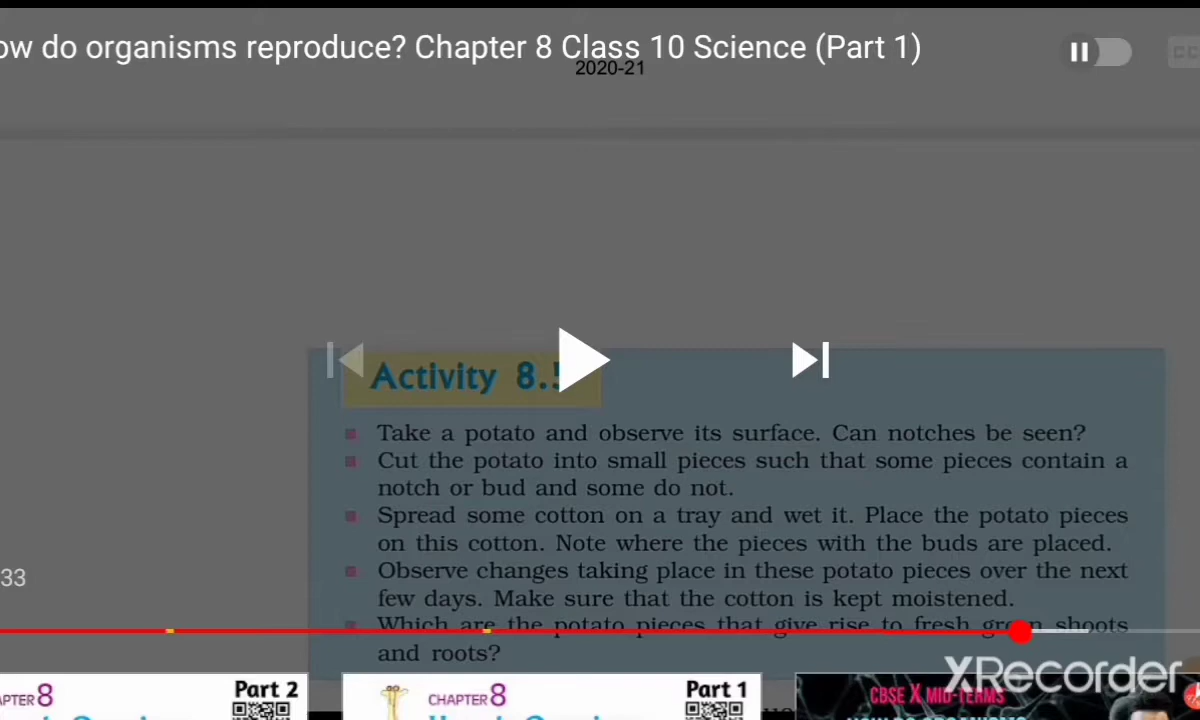 ow do organisms reproduce? Chapter 8 Class 10 Science (Part 1)
2020-21
Activity 8.5
Take a potato and observe its surface. Can notches be seen?
Cut the potato into small pieces such that some pieces contain a
notch or bud and some do not.
Spread some cotton on a tray and wet it. Place the potato pieces
on this cotton. Note where the pieces with the buds are placed.
Observe changes taking place in these potato pieces over the next
few days. Make sure that the cotton is kept moistened.
33
Which are the potato pieces that give rise to fresh green shoots
and roots?
XRecorder
APTER 8
Part 2
CHAPTER 8
Part 1
CBSE X MID-TERMS